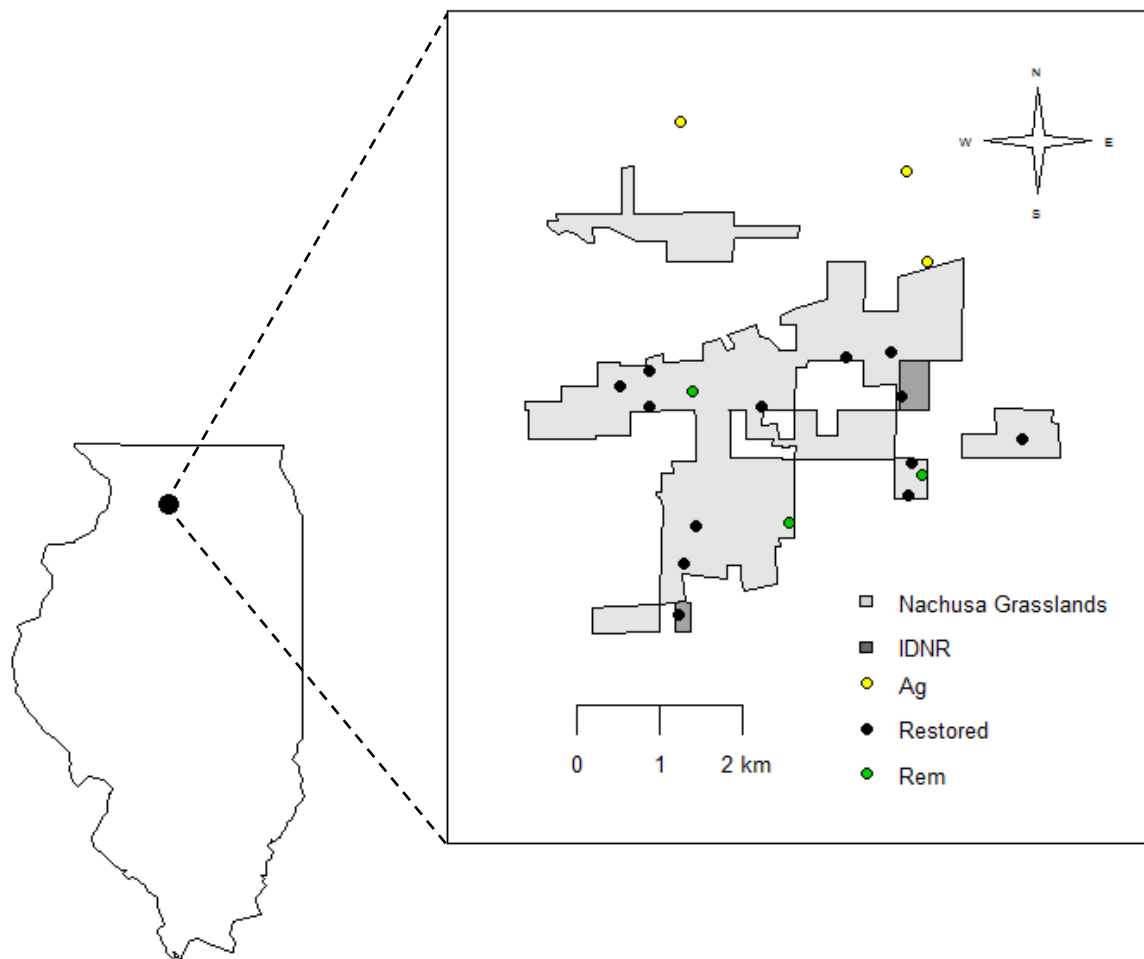 N
W E
S
Nachusa Grasslands
IDNR
Ag
Restored
Rem
0 1 2 km